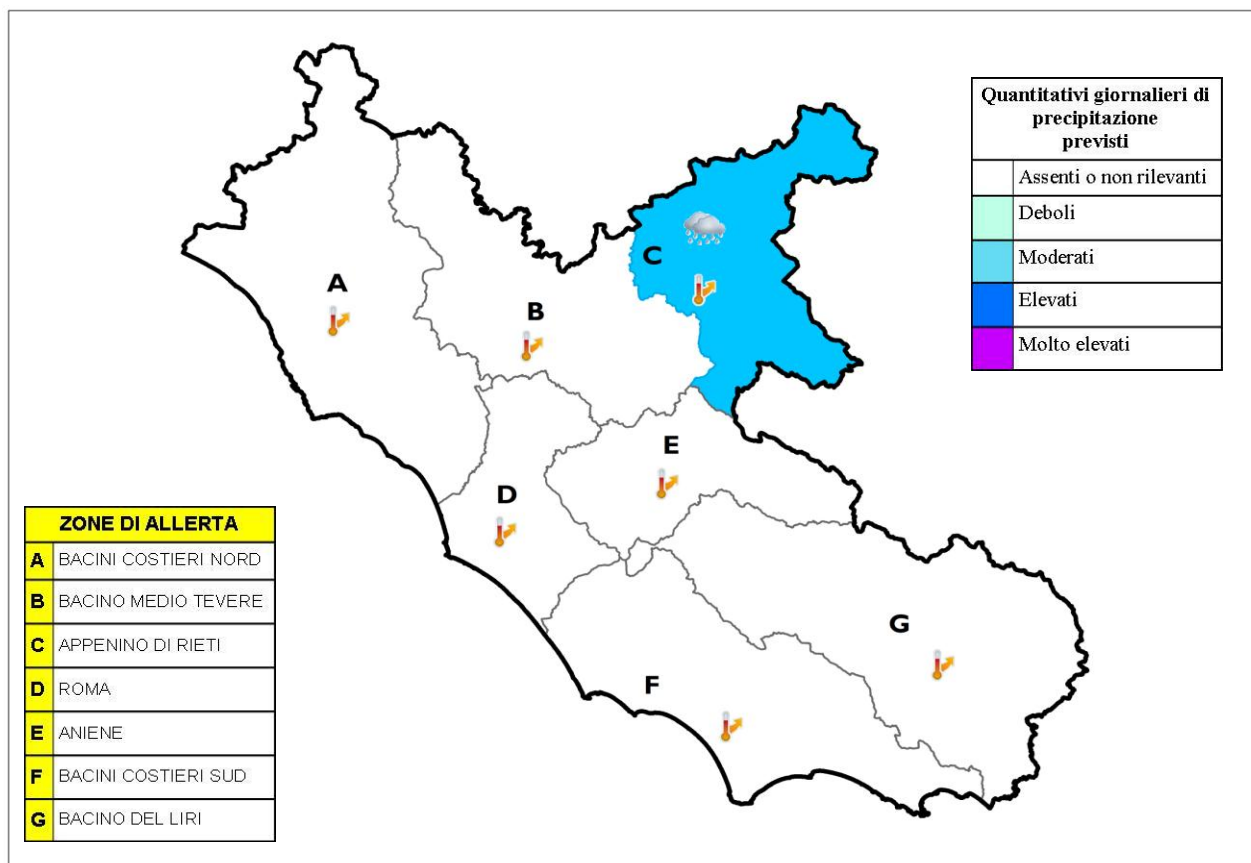 Quantitativi giornalieri di
precipitazione
previsti
Assenti o non rilevanti
Deboli
Moderati
Elevati
Molto elevati
A
B
C
D
E
F
G
ZONE DI ALLERTA
A BACINI COSTIERI NORD
B BACINO MEDIO TEVERE
C APPENINO DI RIETI
D ROMA
E ANIENE
F BACINI COSTIERI SUD
G BACINO DEL LIRI